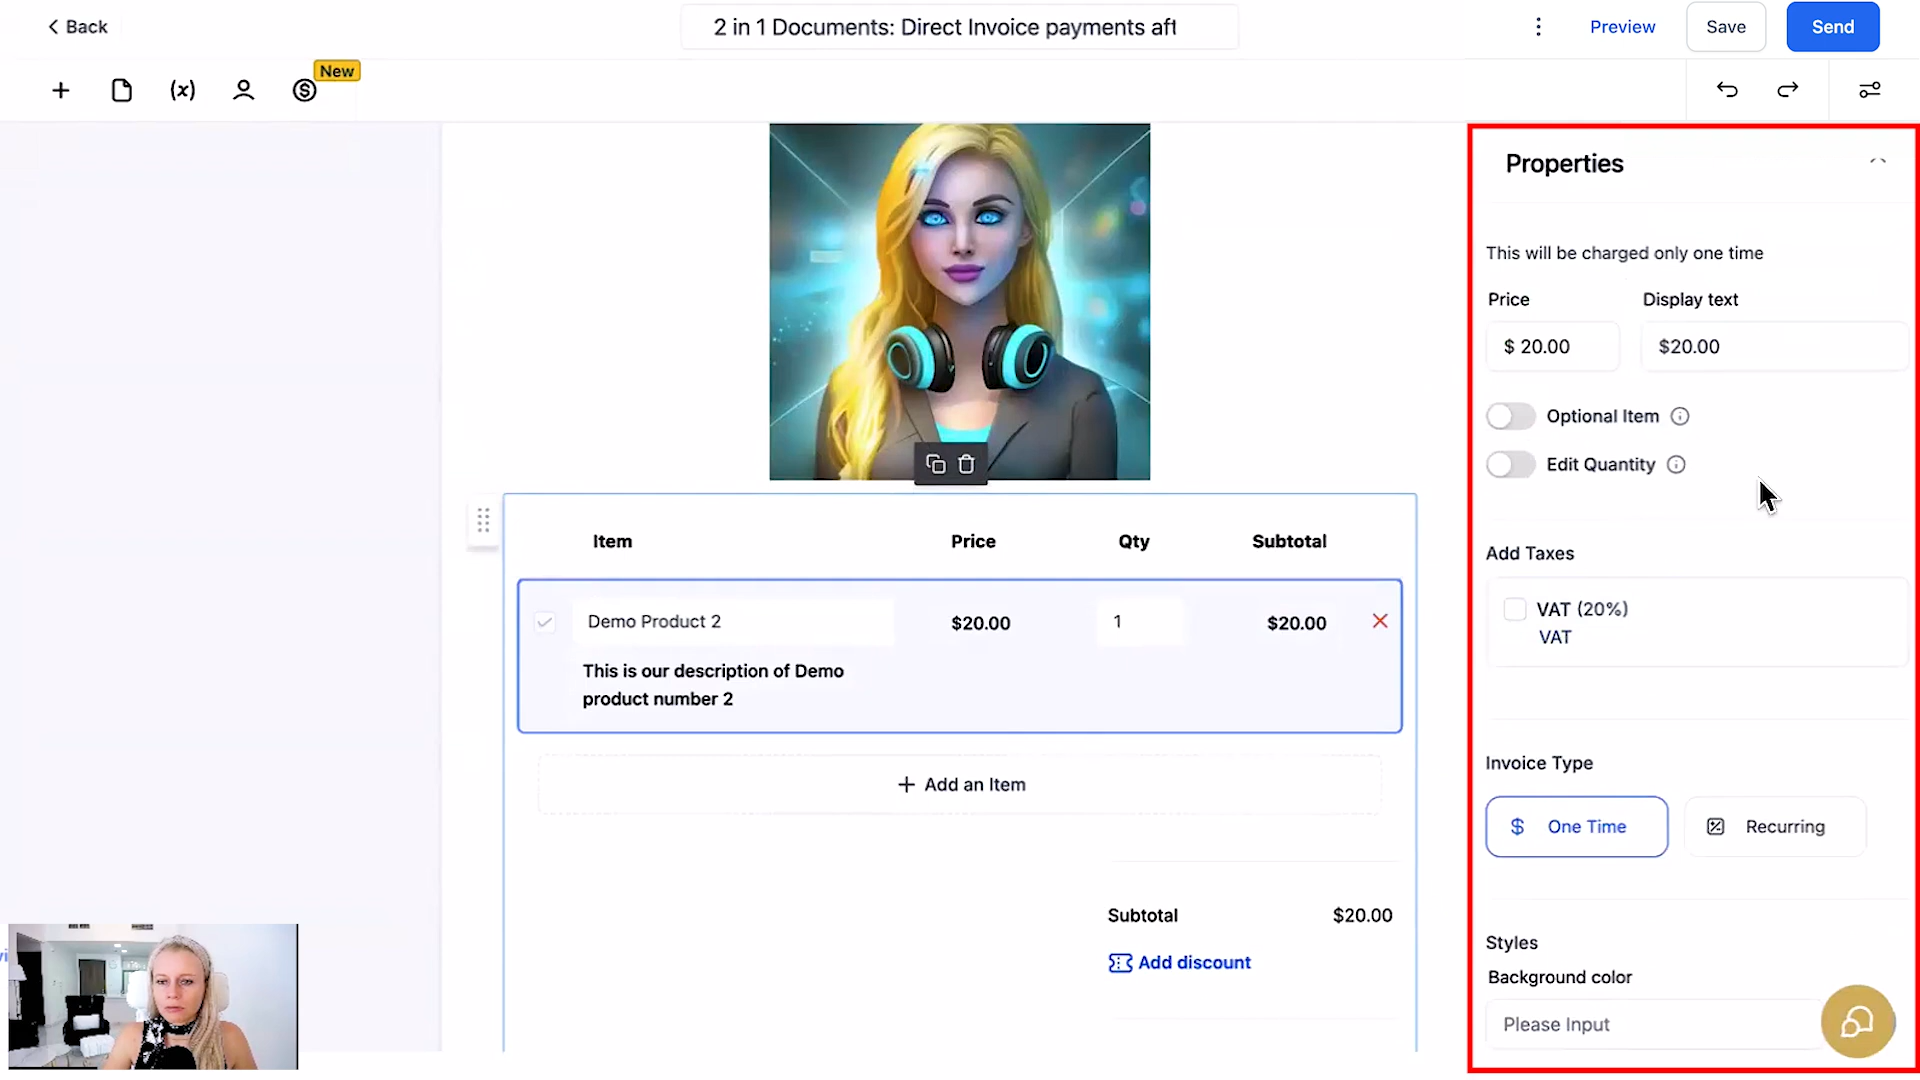 Back
2 in 1 Documents: Direct Invoice payments aft
Preview
Save
Send
(x)
New
Properties
This will be charged only one time
Price
Display text
$ 20.00
$20.00
Optional Item
Edit Quantity
Item
Price
Qty
Subtotal
Demo Product 2
$20.00
1
$20.00
This is our description of Demo
product number 2
Add Taxes
VAT (20%)
VAT
Add an Item
Invoice Type
$ One Time
Recurring
Subtotal
$20.00
Add discount
Styles
Background color
Please Input